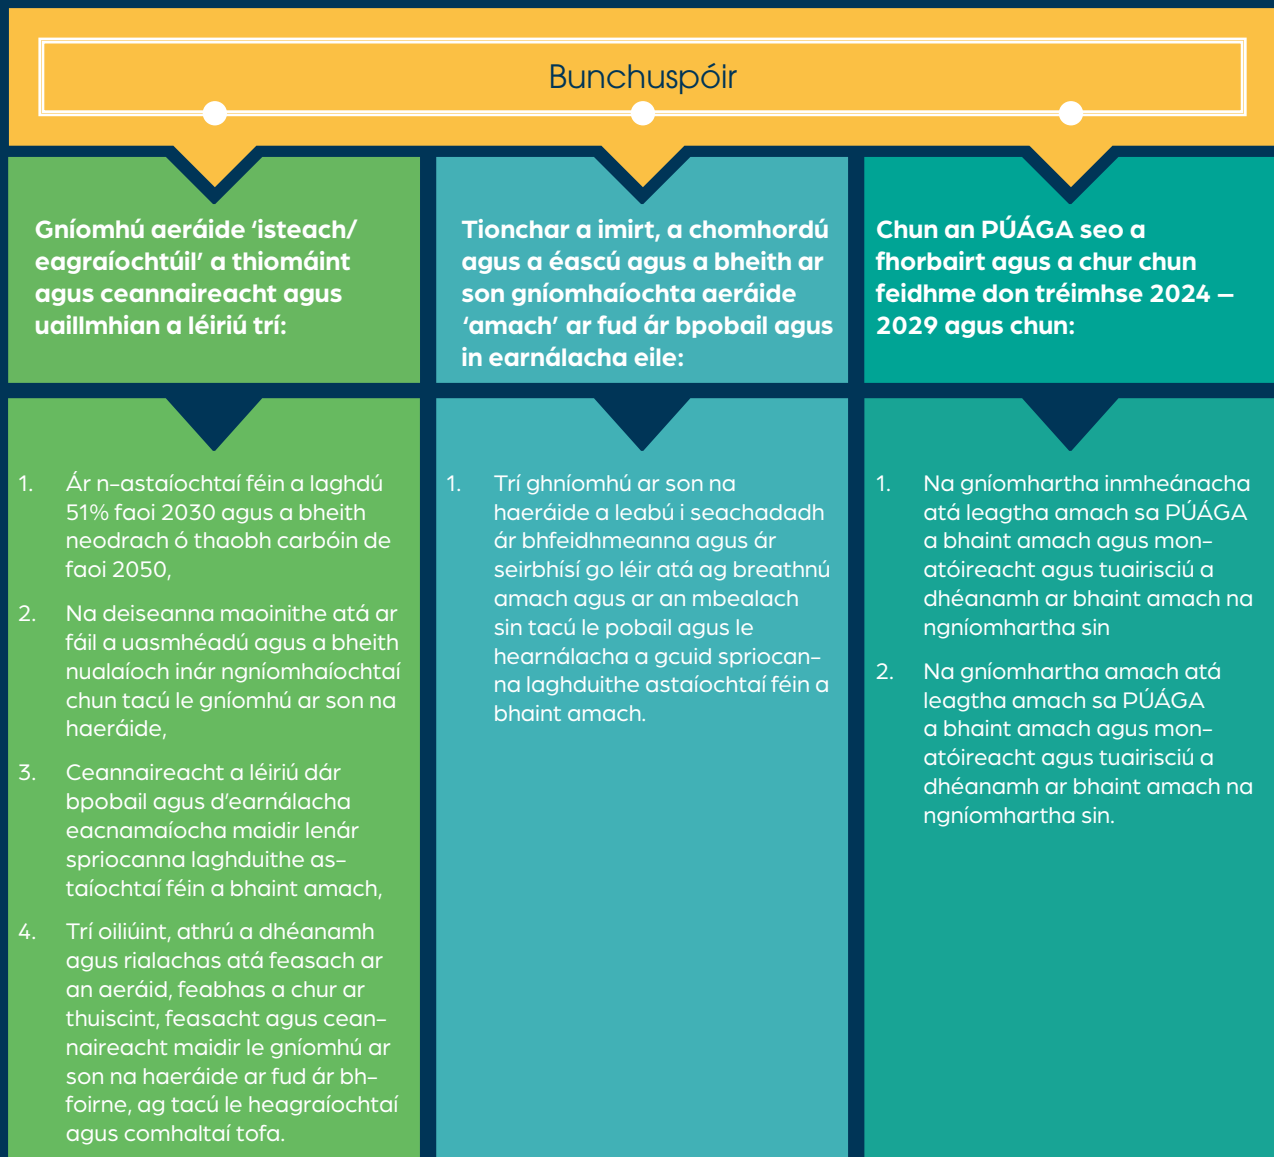 Bunchuspóir
Gníomhú aeráide ‘isteach/
eagraíochtúil’ a thiomáint
agus ceannaireacht agus
uaillmhian a léiriú trí:
1. Ár n-astaíochtaí féin a laghdú
51% faoi 2030 agus a bheith
neodrach ó thaobh carbóin de
faoi 2050,
2. Na deiseanna maoinithe atá ar
fáil a uasmhéadú agus a bheith
nualaíoch inár ngníomhaíochtaí
chun tacú le gníomhú ar son na
haeráide,
3. Ceannaireacht a léiriú dár
bpobail agus d'earnálacha
eacnamaíocha maidir lenár
spriocanna laghduithe as-
taíochtaí féin a bhaint amach,
4. Trí oiliúint, athrú a dhéanamh
agus rialachas atá feasach ar
an aeráid, feabhas a chur ar
thuiscint, feasacht agus cean-
naireacht maidir le gníomhú ar
son na haeráide ar fud ár bh-
foirne, ag tacú le heagraíochtaí
agus comhaltaí tofa.
Tionchar a imirt, a chomhordú
agus a éascú agus a bheith ar
son gníomhaíochta aeráide
‘amach’ ar fud ár bpobail agus
in earnálacha eile:
1. Trí ghníomhú ar son na
haeráide a leabú i seachadadh
ár bhfeidhmeanna agus ár
seirbhísí go léir atá ag breathnú
amach agus ar an mbealach
sin tacú le pobail agus le
hearnálacha a gcuid spriocan-
na laghduithe astaíochtaí féin a
bhaint amach.
Chun an PÚÁGA seo a
fhorbairt agus a chur chun
feidhme don tréimhse 2024 –
2029 agus chun:
1. Na gníomhartha inmheánacha
atá leagtha amach sa PÚÁGA
a bhaint amach agus mon-
atóireacht agus tuairisciú a
dhéanamh ar bhaint amach na
ngníomhartha sin
2. Na gníomhartha amach atá
leagtha amach sa PÚÁGA
a bhaint amach agus mon-
atóireacht agus tuairisciú a
dhéanamh ar bhaint amach na
ngníomhartha sin.